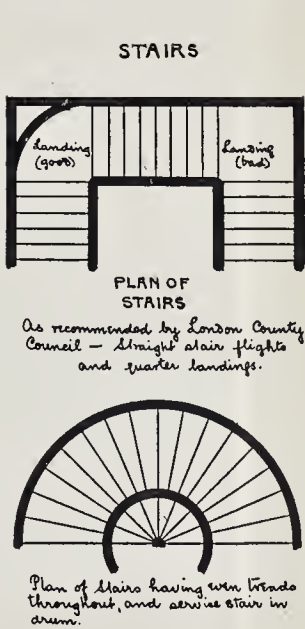 STAIRS
Landing
(good)
Landing
(bad)
PLAN OF
STAIRS
As recommended by London County
Council — Straight stair flights
and quarter landings.
Plan of Stairs having even treads
throughout, and service stair in
drum.